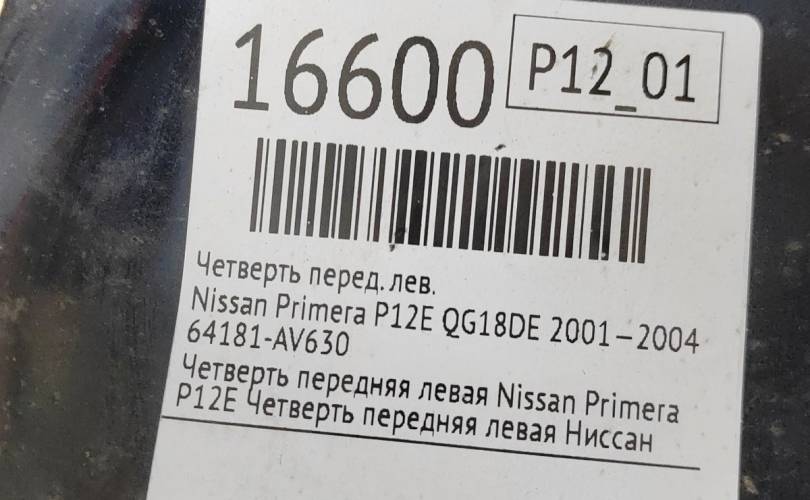 16600
P12_01
Четверть перед. лев.
Nissan Primera P12E QG18DE 2001-2004
64181-AV630
Четверть передняя левая Nissan Primera
P12E Четверть передняя левая Ниссан